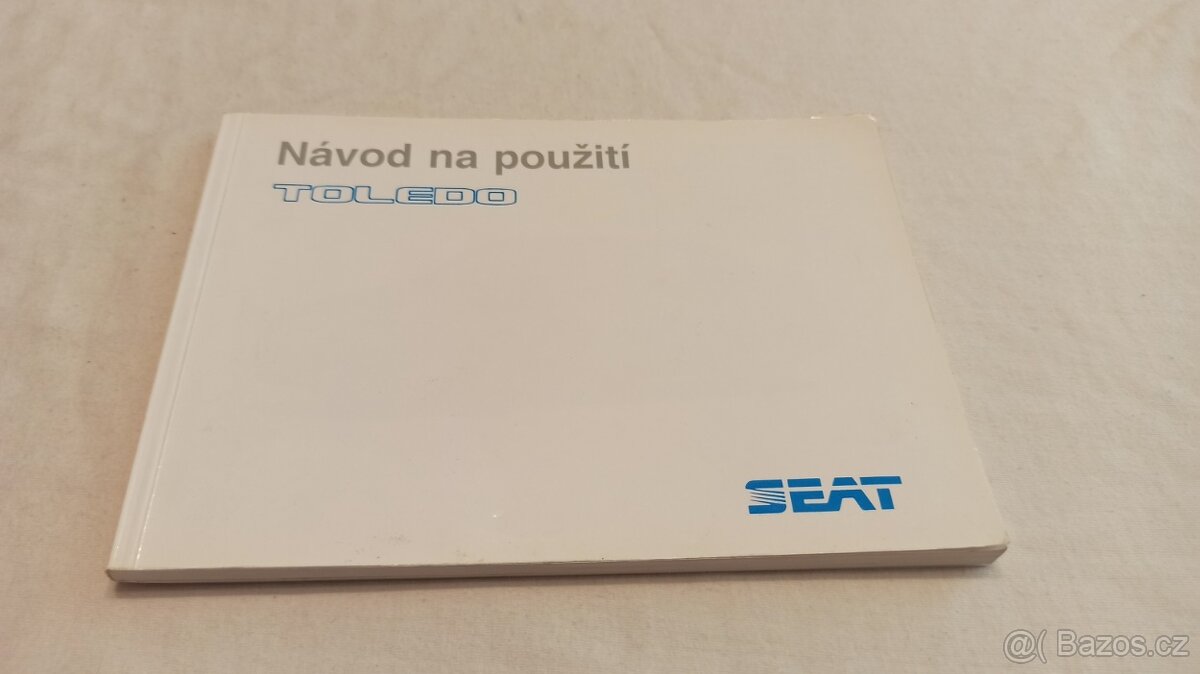 Návod na použití
TOLEDO
SEAT
@( Bazos.cz